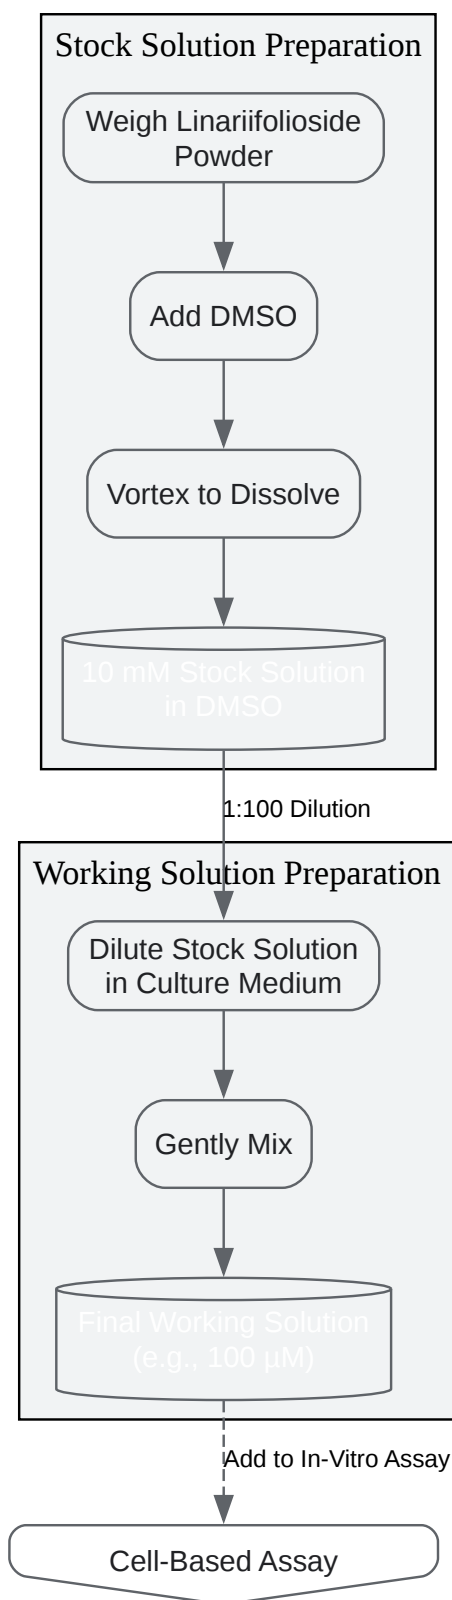 Stock Solution Preparation
Weigh Linariifolioside
Powder
Add DMSO
Vortex to Dissolve
10 mM Stock Solution
in DMSO
1:100 Dilution
Working Solution Preparation
Dilute Stock Solution
in Culture Medium
Gently Mix
Final Working Solution
(e.g., 100 µM)
Add to In-Vitro Assay
Cell-Based Assay